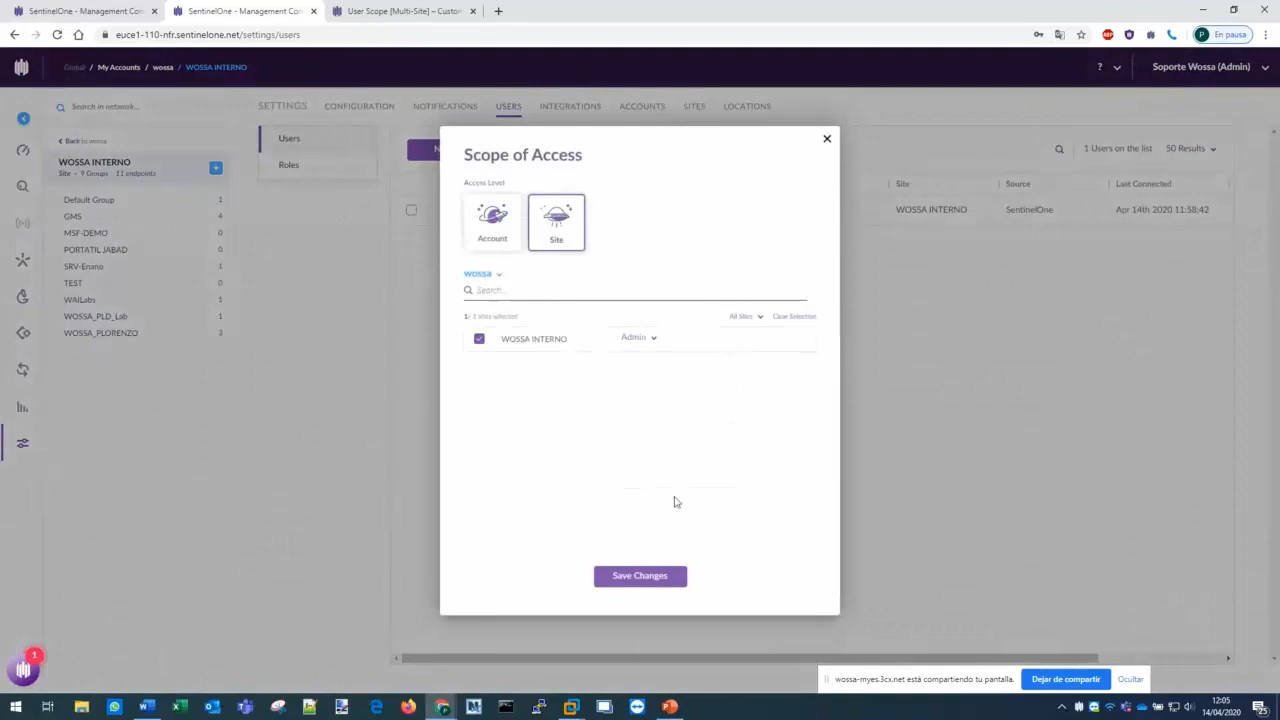 SentinelOne - Management Con
SentinelOne - Management Con
User Scope [Multi-Site] – Custom
euce1-110-nfr.sentinelone.net/settings/users
ABP
P En pausa
Global / My Accounts / wossa / WOSSA INTERNO
?
Soporte Wossa (Admin)
Search in network...
SETTINGS CONFIGURATION NOTIFICATIONS USERS INTEGRATIONS ACCOUNTS SITES LOCATIONS
Back to wossa
WOSSA INTERNO
Site - 9 Groups • 11 endpoints
Default Group 1
GMS 4
MSF-DEMO 0
PORTATIL JABAD 0
SRV-Enano 1
TEST 0
WAILabs 1
WOSSA_PLD_Lab 1
WOSSA_PLORENZO 3
Users
Roles
N
1 Users on the list 50 Results
Site Source Last Connected
WOSSA INTERNO SentinelOne Apr 14th 2020 11:58:42
Scope of Access
Access Level
Account
Site
wossa
Search...
1/ 1 sites selected All Sites Clear Selection
WOSSA INTERNO Admin
Save Changes
1
wossa-myes.3cx.net está compartiendo tu pantalla. Dejar de compartir Ocultar
12:05
14/04/2020
25